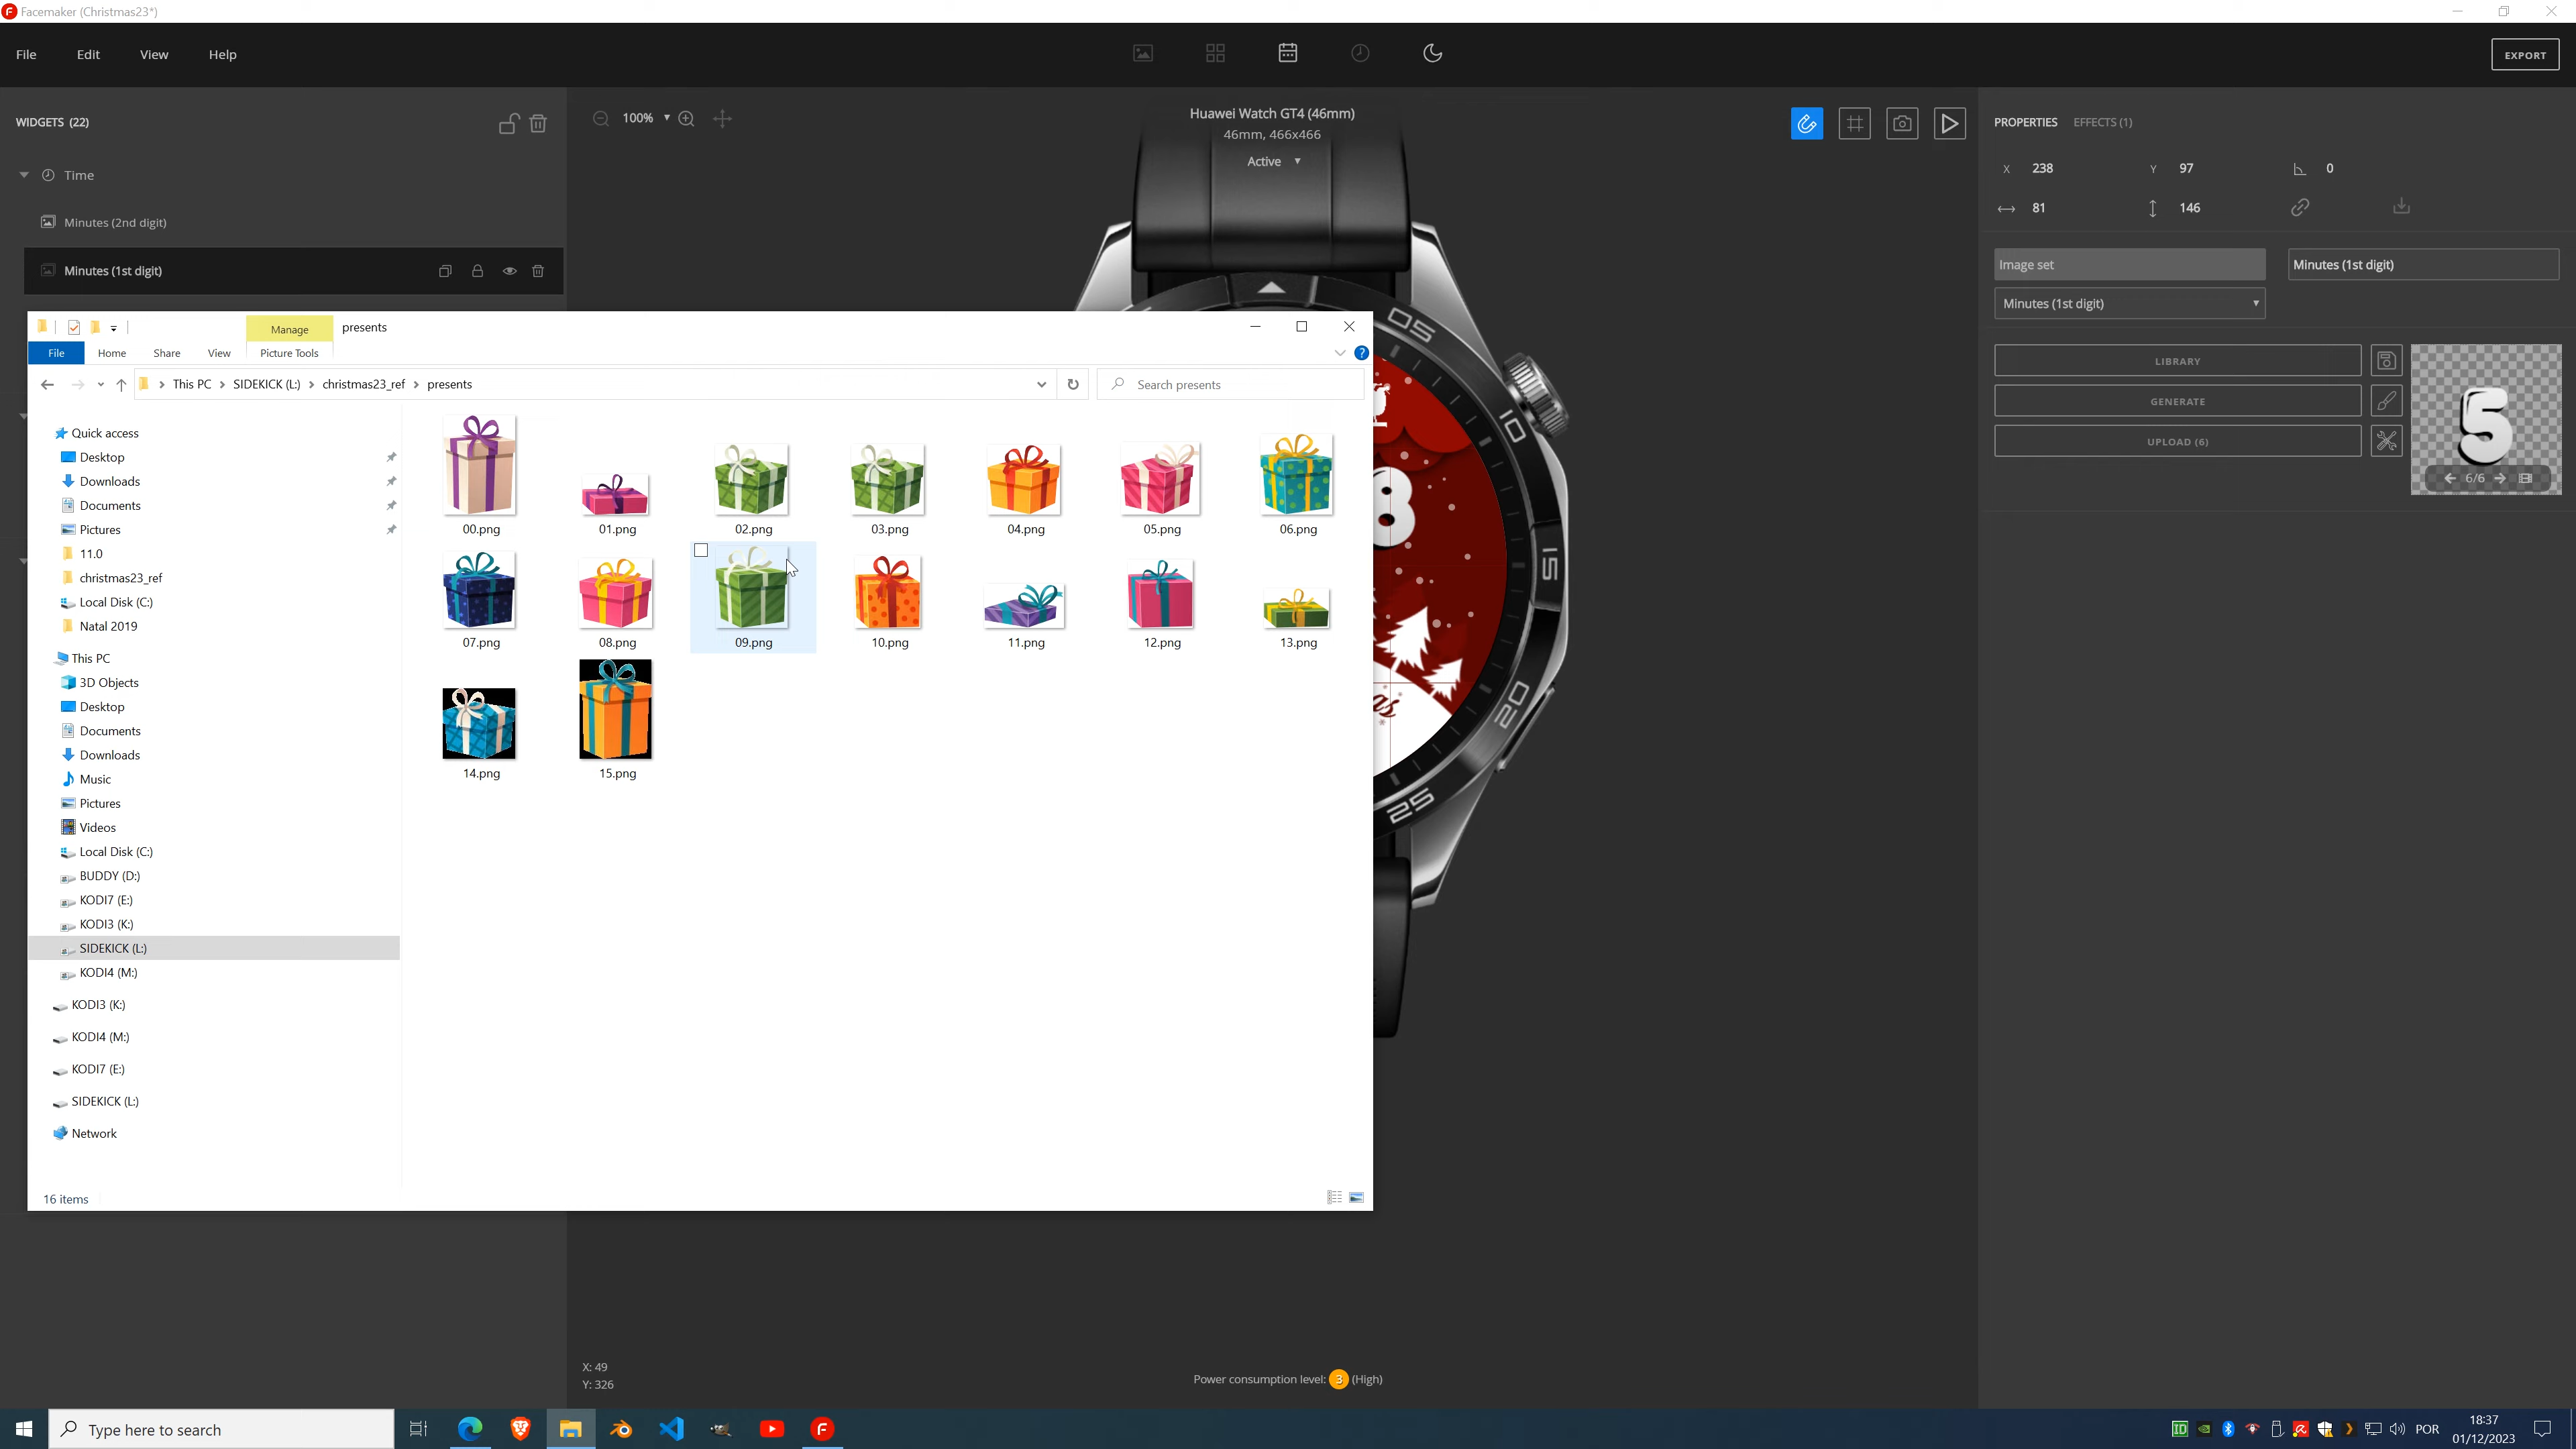 Facemaker (Christmas23*)
File Edit View Help
EXPORT
WIDGETS (22)
100%
Huawei Watch GT4 (46mm)
46mm, 466x466
Active
PROPERTIES EFFECTS (1)
X 238 Y 97 0
81 146
Time
Minutes (2nd digit)
Minutes (1st digit)
Image set
Minutes (1st digit)
Minutes (1st digit)
LIBRARY
GENERATE
UPLOAD (6)
5
6/6
Manage presents
File Home Share View Picture Tools
This PC SIDEKICK (L:) christmas23_ref presents
Search presents
Quick access
Desktop
Downloads
Documents
Pictures
11.0
christmas23_ref
Local Disk (C:)
Natal 2019
This PC
3D Objects
Desktop
Documents
Downloads
Music
Pictures
Videos
Local Disk (C:)
BUDDY (D:)
KODI7 (E:)
KODI3 (K:)
SIDEKICK (L:)
KODI4 (M:)
KODI3 (K:)
KODI4 (M:)
KODI7 (E:)
SIDEKICK (L:)
Network
00.png 01.png 02.png 03.png 04.png 05.png 06.png
07.png 08.png 09.png 10.png 11.png 12.png 13.png
14.png 15.png
16 items
05
10
15
20
25
8
X: 49
Y: 326
Power consumption level: 3 (High)
Type here to search
POR
18:37
01/12/2023